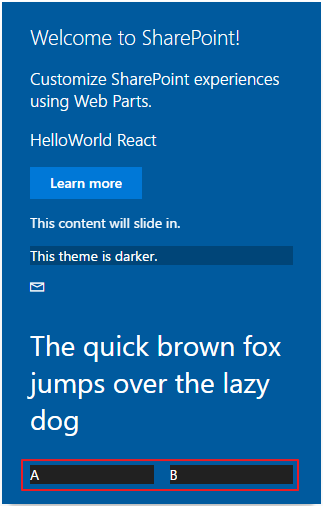 Welcome to SharePoint!
Customize SharePoint experiences
using Web Parts.
HelloWorld React
Learn more
This content will slide in.
This theme is darker.
The quick brown fox
jumps over the lazy
dog
A
B